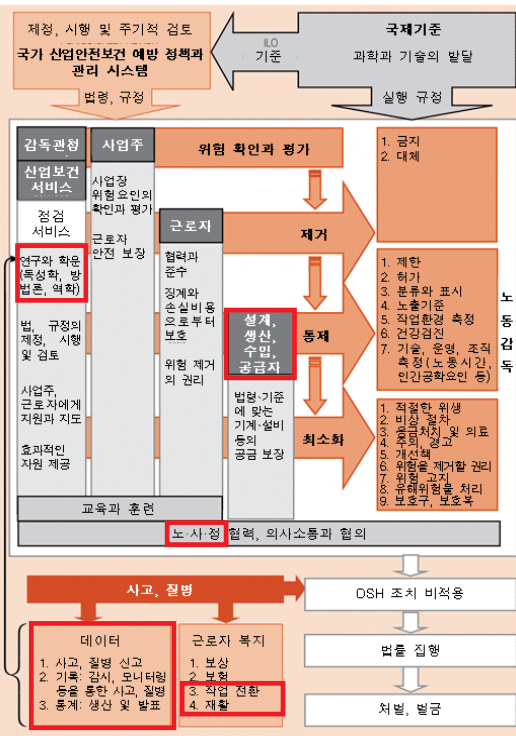 제정, 시행 및 주기적 검토
국가 산업안전보건 예방 정책과
관리 시스템
ILO
기준
국제기준
과학과 기술의 발달
법령, 규정
실행 규정
감독관청
산업보건
서비스
점검
서비스
연구와 학문
(독성학, 방
법론, 역학)
법, 규정의
제정, 시행
및 검토
사업주,
근로자에게
지원과 지도
효과적인
자원 제공
사업주
사업장
위험요인의
확인과 평가
근로자
안전 보장
근로자
협력과
준수
징계와
손실비용
으로부터
보호
위험 제거
의 권리
설계,
생산,
수입,
공급자
법령·기준
에 맞는
기계·설비
등의
공급 보장
위험 확인과 평가
제거
통제
최소화
1. 금지
2. 대체
1. 제한
2. 허가
3. 분류와 표시
4. 노출기준
5. 작업환경 측정
6. 건강검진
7. 기술, 운영, 조직
측정(노동시간,
인간공학요인 등)
1. 적절한 위생
2. 비상 절차
3. 응급처치 및 의료
4. 주의, 경고
5. 개선책
6. 위험을 제거할 권리
7. 위험 고지
8. 유해위험물 처리
9. 보호구, 보호복
노
동
감
독
교육과 훈련
노·사·정 협력, 의사소통과 협의
사고, 질병
데이터
1. 사고, 질병 신고
2. 기록: 감시, 모니터링
등을 통한 사고, 질병
3. 통계: 생산 및 발표
근로자 복지
1. 보상
2. 보험
3. 작업 전환
4. 재활
OSH 조치 비적용
법률 집행
처벌, 벌금